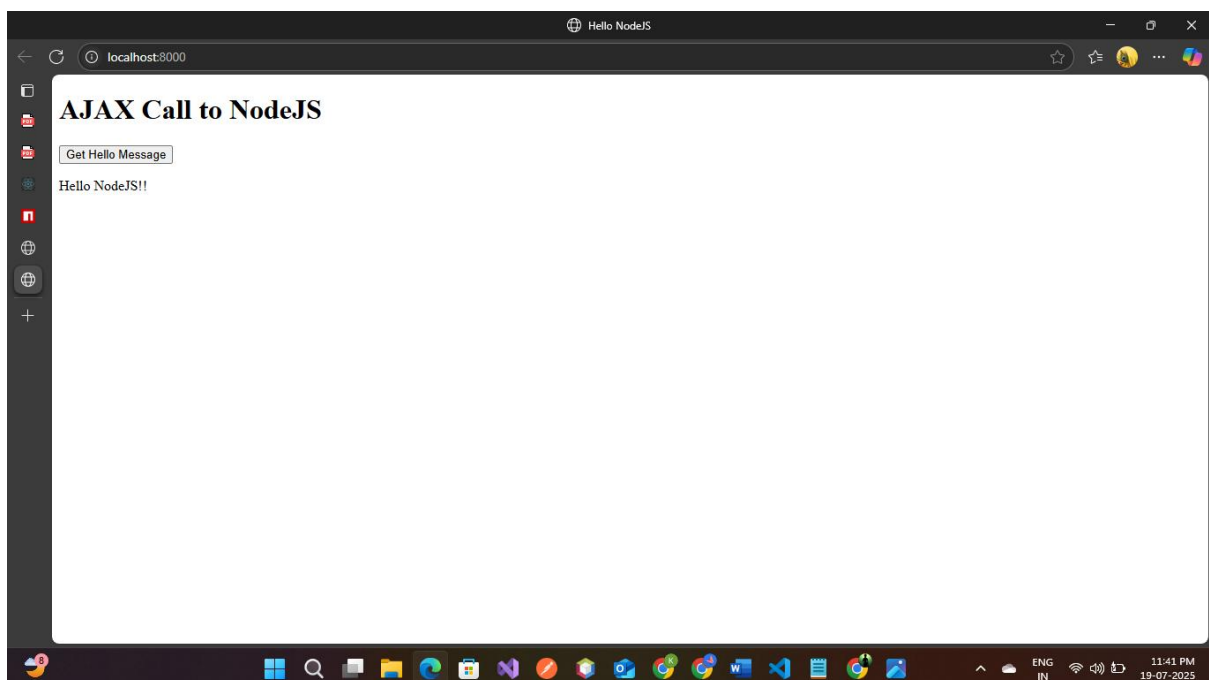 Hello NodeJS
localhost:8000
AJAX Call to NodeJS
Get Hello Message
Hello NodeJS!!
8
ENG
IN
11:41 PM
19-07-2025